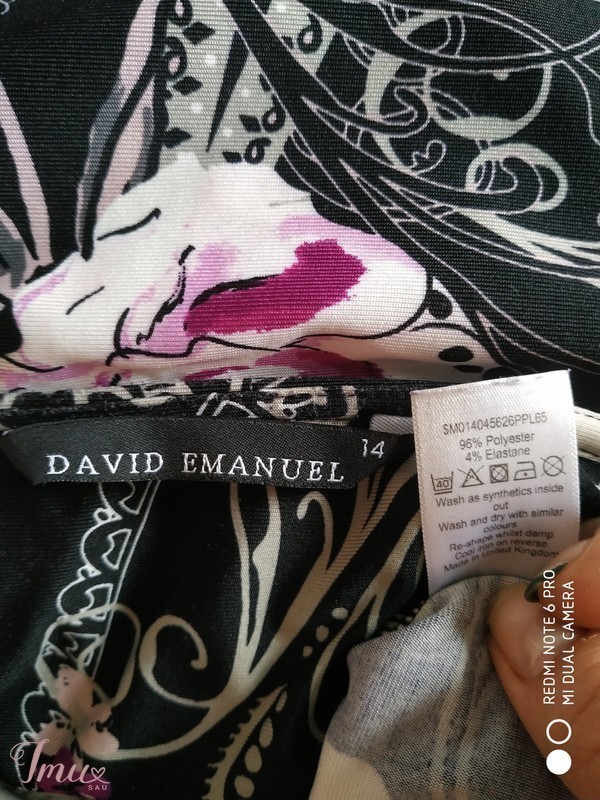 DAVID EMANUEL
14
SM014045626PPL65
96% Polyester
4% Elastane
40
Wash as synthetics inside
out
Wash and dry with similar
colours
Re-shape whilst damp
Cool iron on reverse
Made in United Kingdom
REDMI NOTE 6 PRO
MI DUAL CAMERA
Imu
SAU